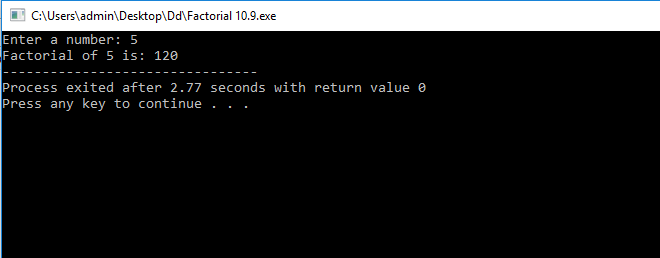 C:\Users\admin\Desktop\Dd\Factorial 10.9.exe
Enter a number: 5
Factorial of 5 is: 120
--------------------------------
Process exited after 2.77 seconds with return value 0
Press any key to continue . . .